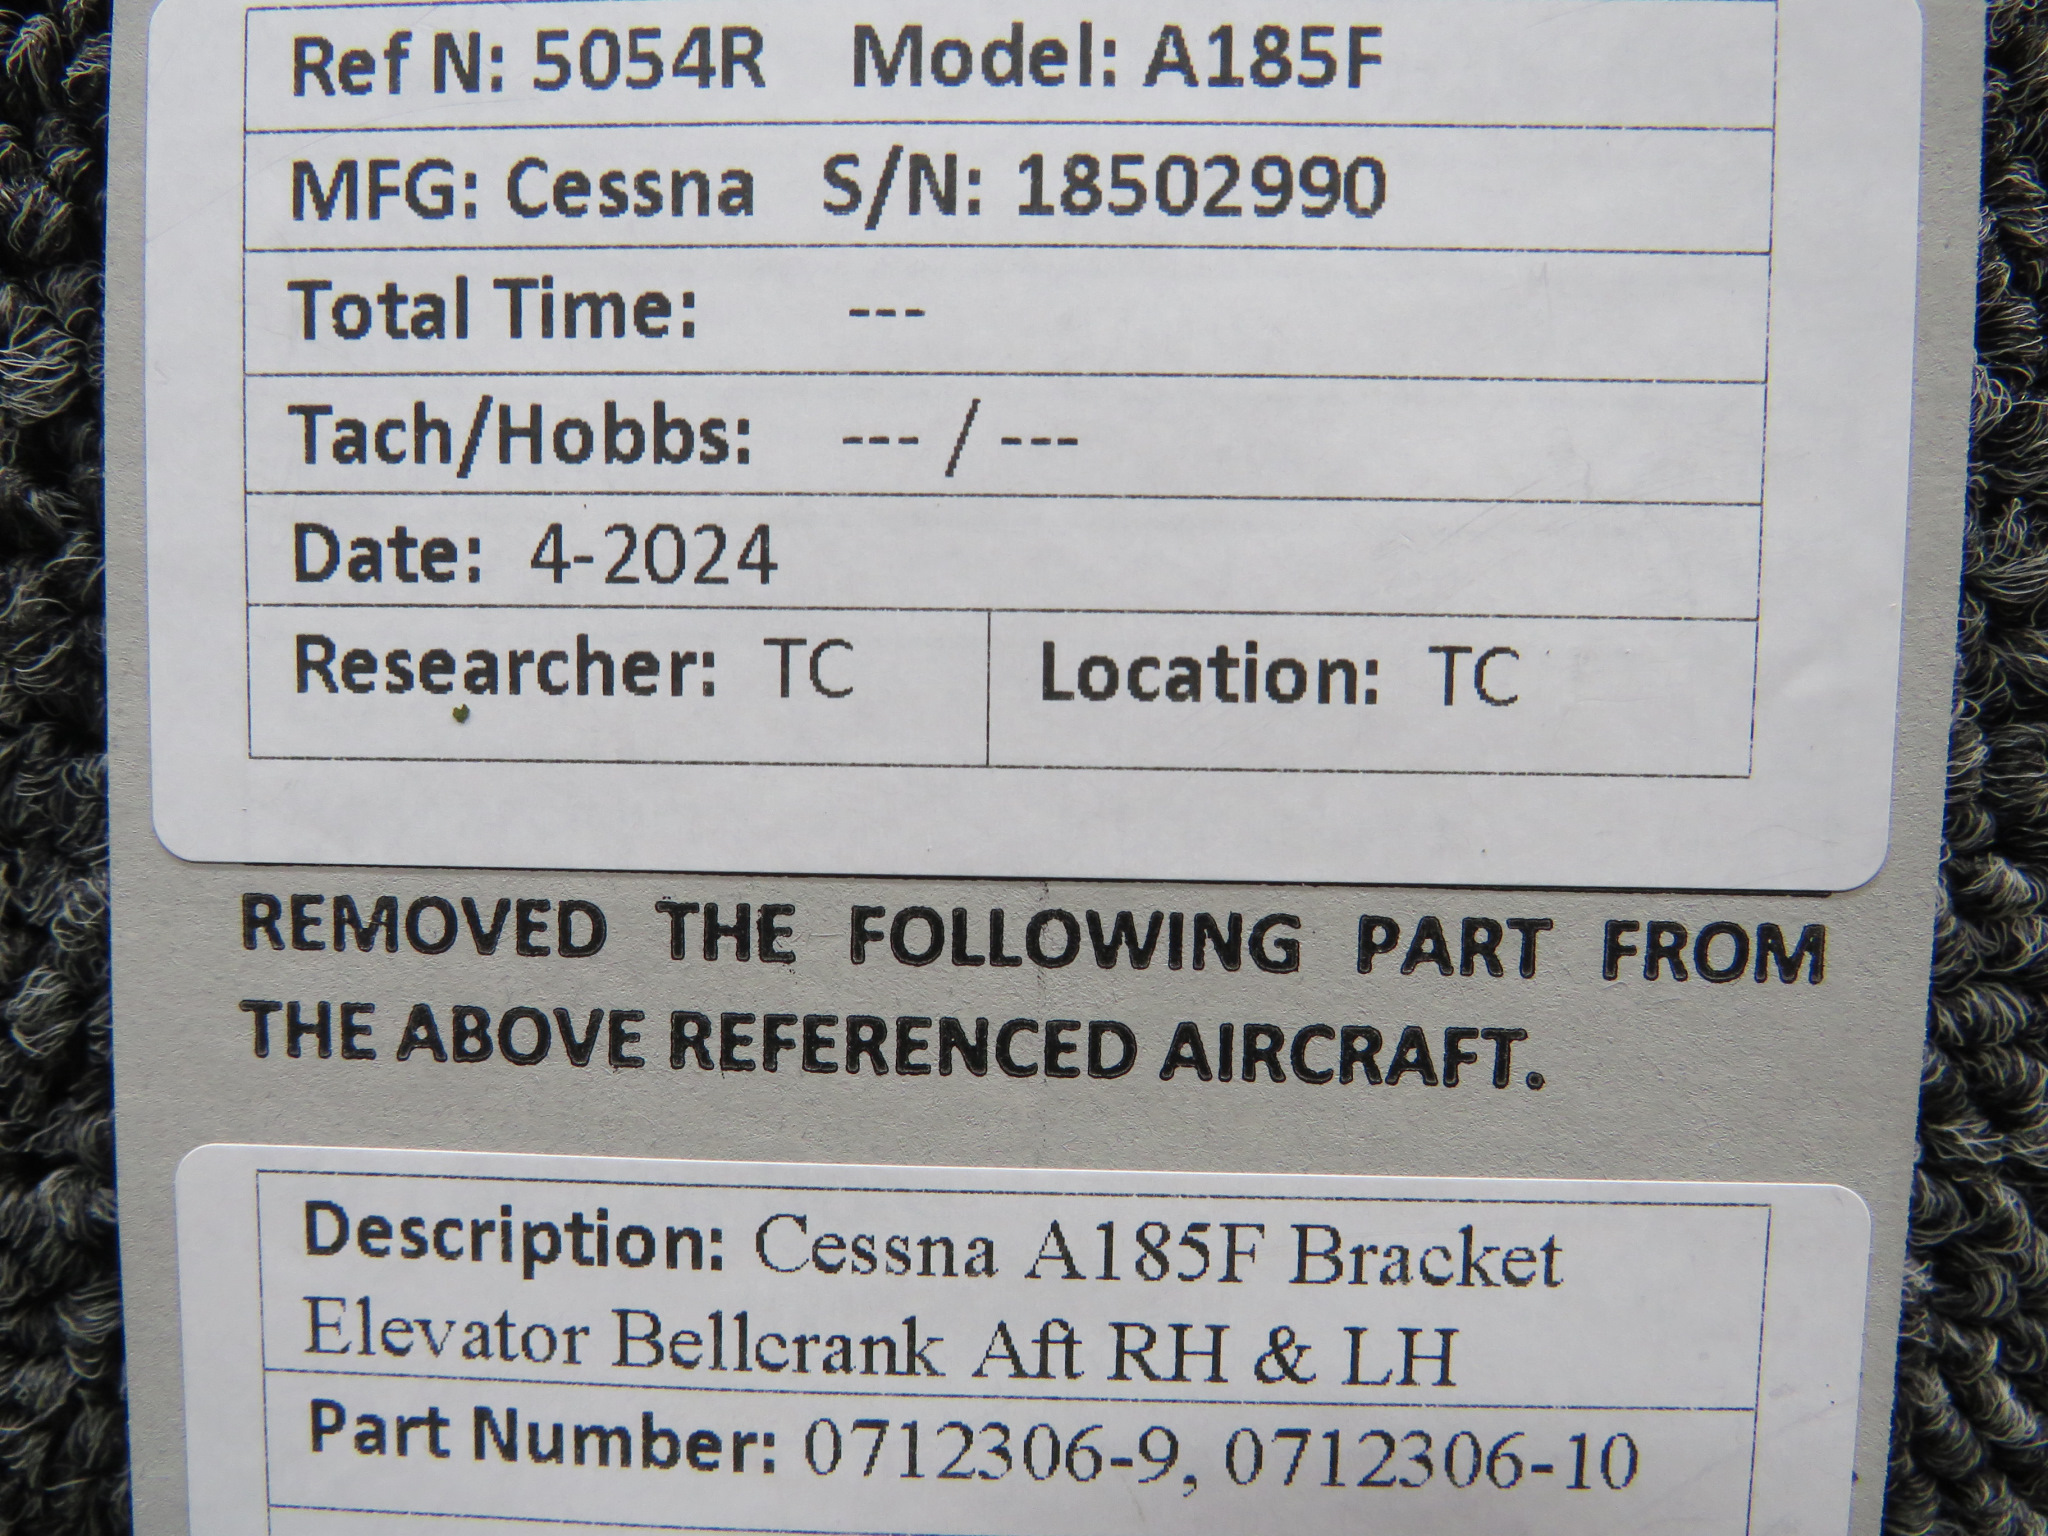 Ref N: 5054R Model: A185F
MFG: Cessna S/N: 18502990
Total Time: ---
Tach/Hobbs: --- / ---
Date: 4-2024
Researcher: TC Location: TC
REMOVED THE FOLLOWING PART FROM
THE ABOVE REFERENCED AIRCRAFT.
Description: Cessna A185F Bracket
Elevator Bellcrank Aft RH & LH
Part Number: 0712306-9, 0712306-10